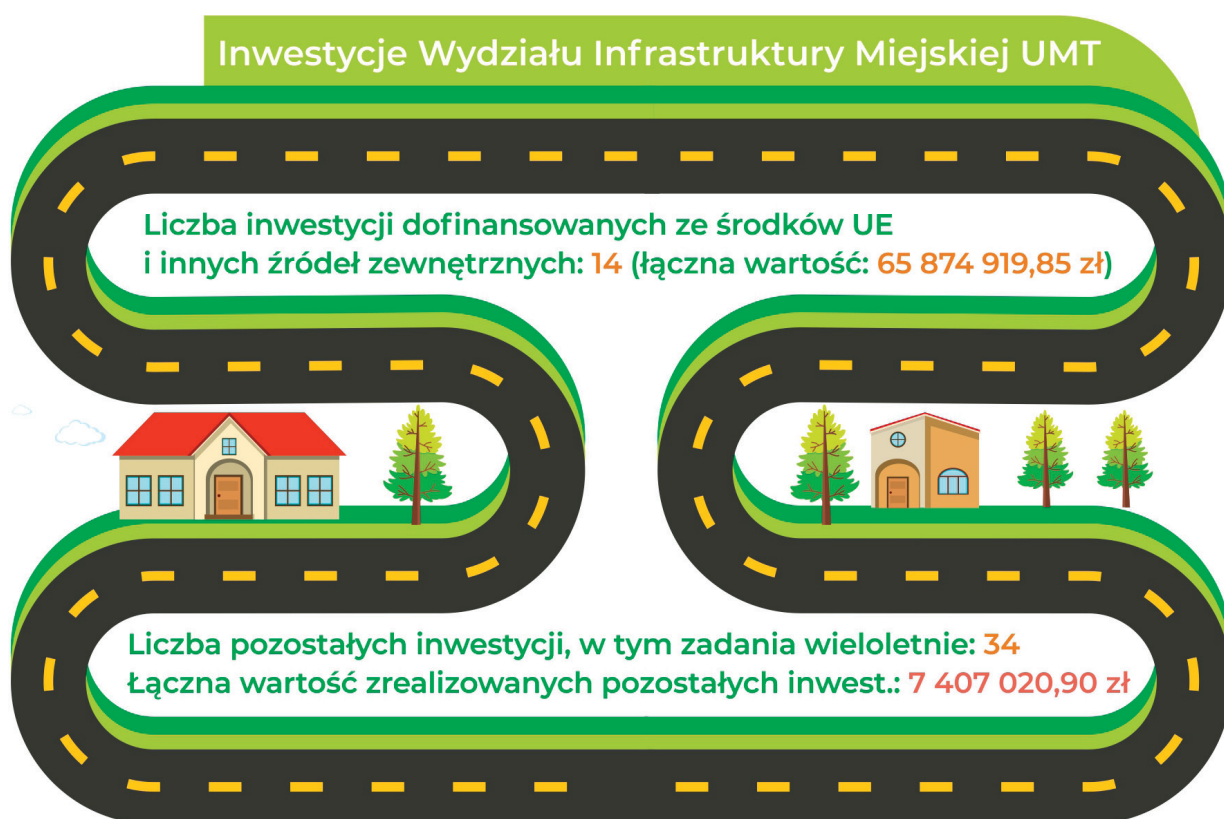 Inwestycje Wydziału Infrastruktury Miejskiej UMT
Liczba inwestycji dofinansowanych ze środków UE
i innych źródeł zewnętrznych: 14 (łączna wartość: 65 874 919,85 zł)
Liczba pozostałych inwestycji, w tym zadania wieloletnie: 34
Łączna wartość zrealizowanych pozostałych inwest.: 7 407 020,90 zł